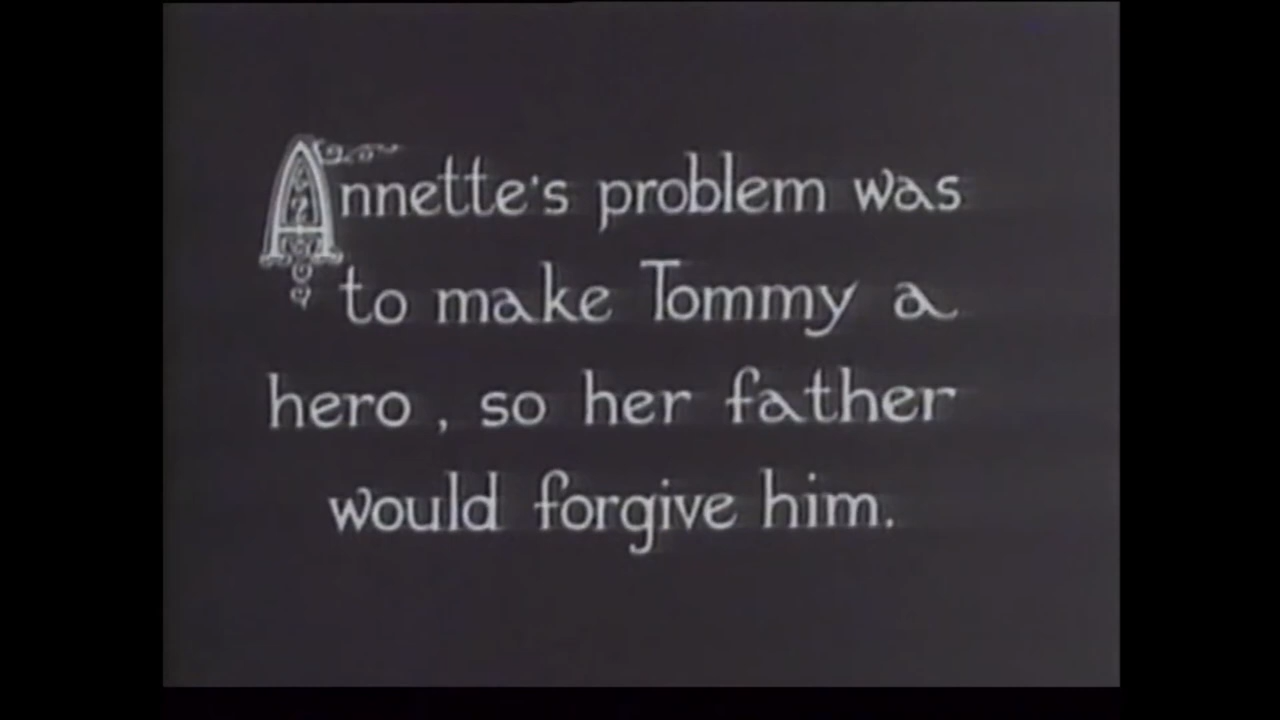 Annette's problem was
to make Tommy a
hero , so her father
would forgive him.